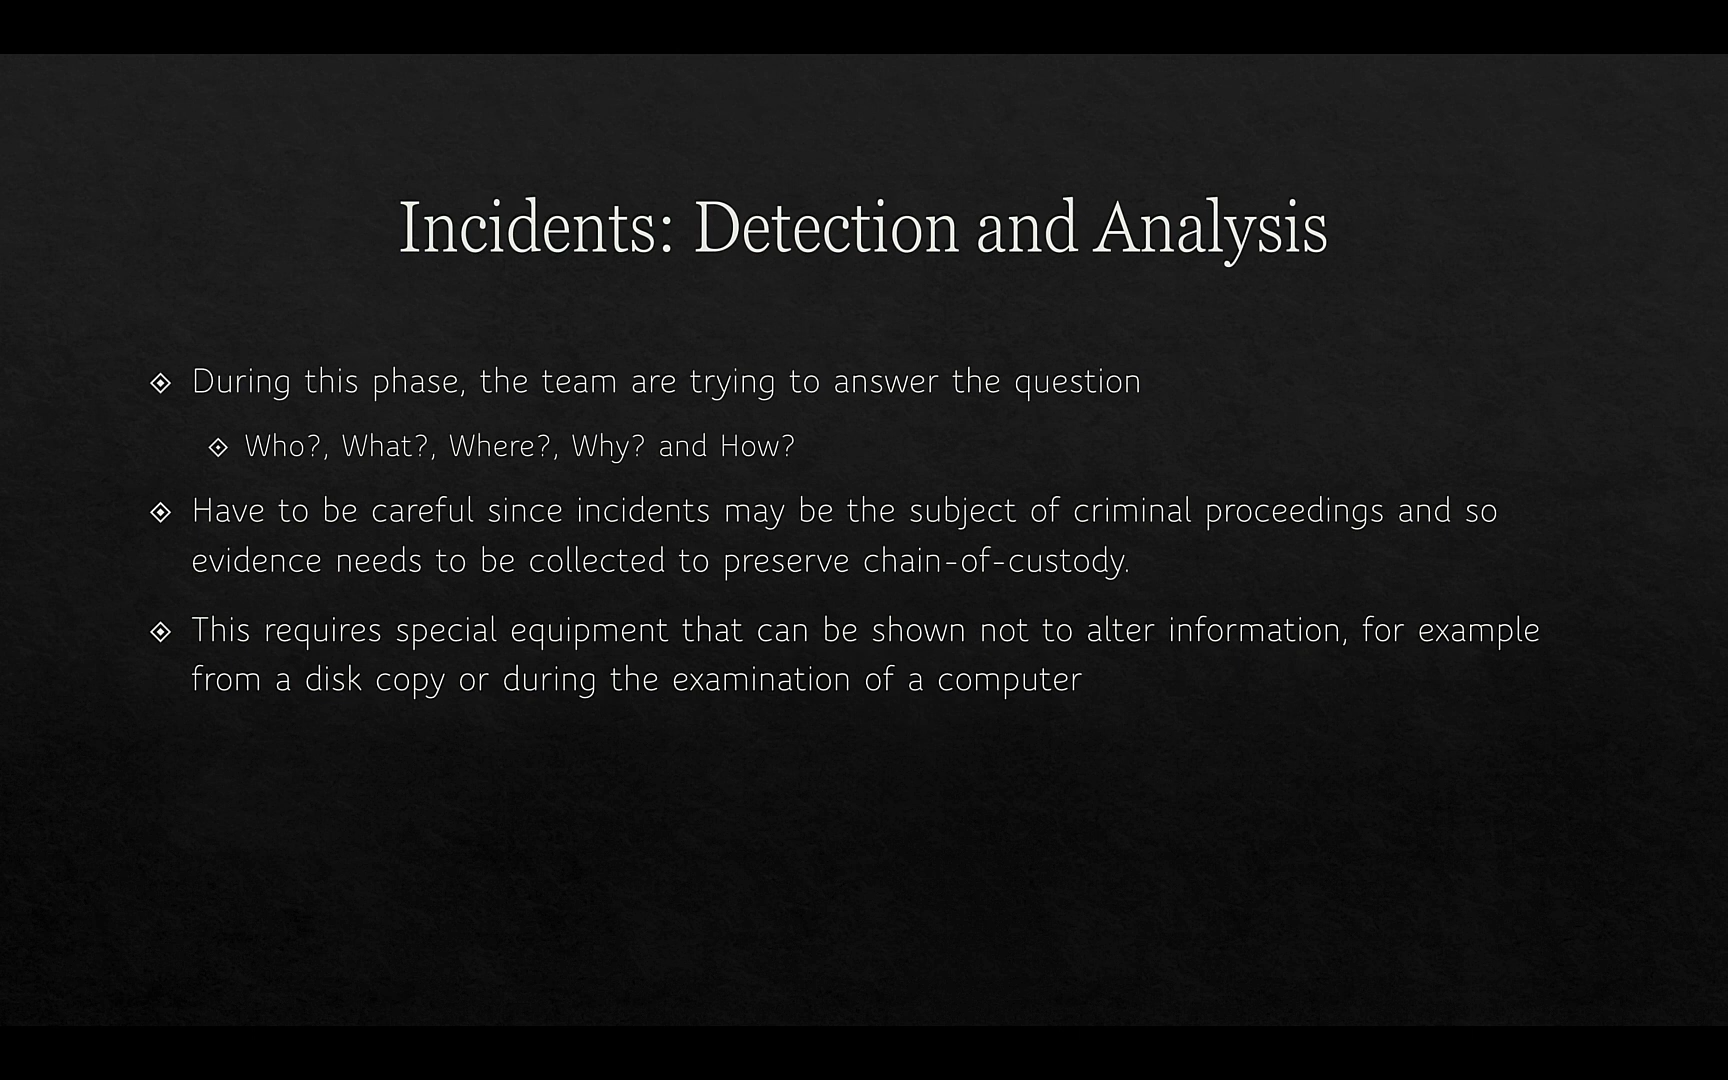 Incidents: Detection and Analysis
During this phase, the team are trying to answer the question
Who?, What?, Where?, Why? and How?
Have to be careful since incidents may be the subject of criminal proceedings and so
evidence needs to be collected to preserve chain-of-custody.
This requires special equipment that can be shown not to alter information, for example
from a disk copy or during the examination of a computer